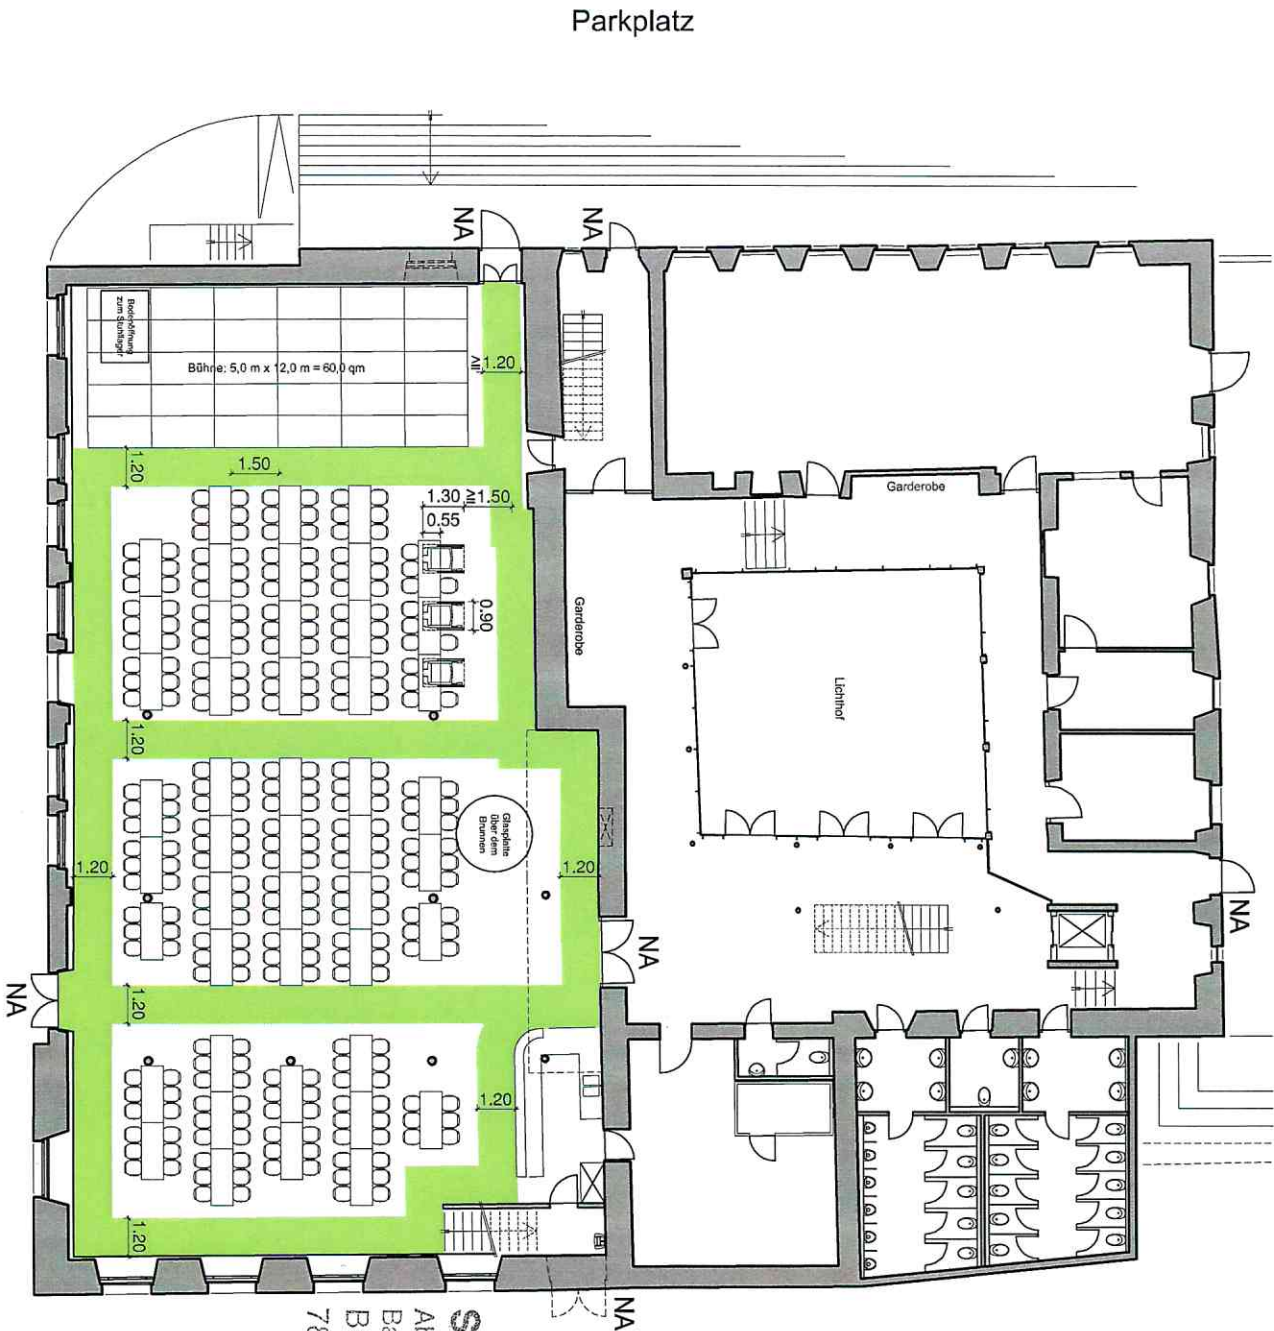 Parkplatz
NA
NA
Bodenöffnung
zum Stuhllager
Bühne: 5,0 m x 12,0 m = 60,0 qm
≥ 1.20
1.20
1.50
1.30
≥ 1.50
0.55
0.90
Garderobe
Garderobe
Lichthof
1.20
Glasplatte
über dem
Brunnen
1.20
1.20
NA
NA
NA
1.20
1.20
1.20
NA
S
B
78